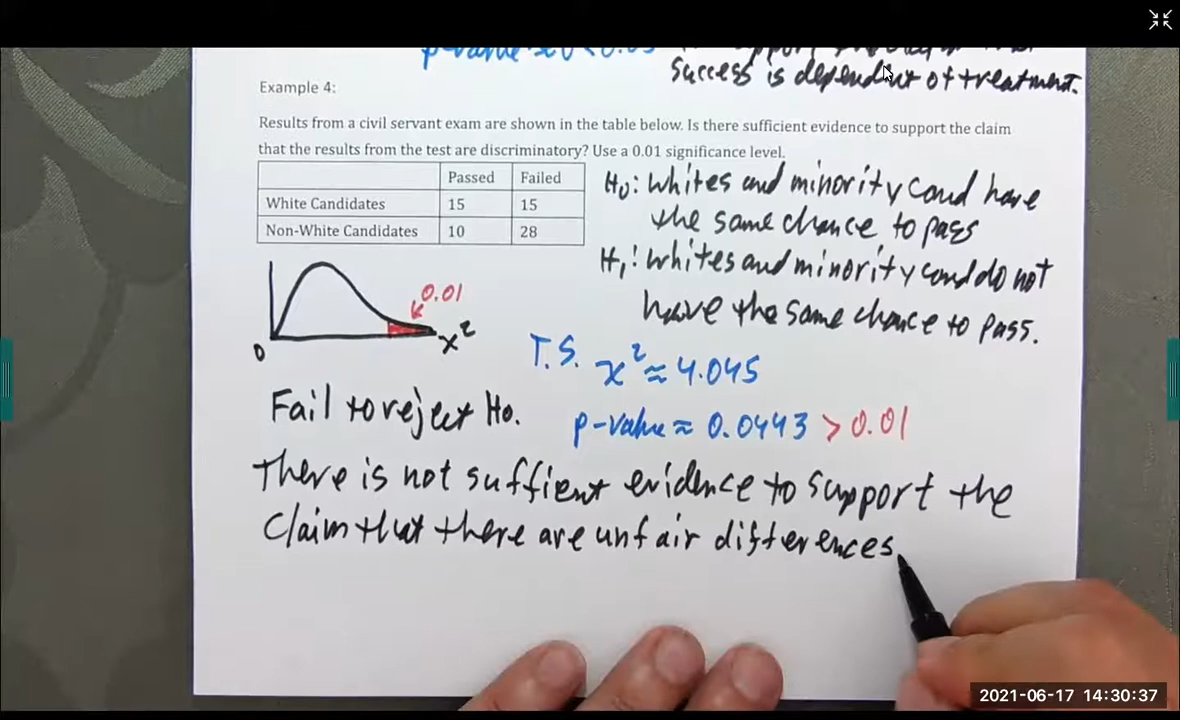 p-value ≈ 0 < 0.05
success is dependent of treatment.
Example 4:
Results from a civil servant exam are shown in the table below. Is there sufficient evidence to support the claim
that the results from the test are discriminatory? Use a 0.01 significance level.
Passed Failed
White Candidates 15 15
Non-White Candidates 10 28
H₀: Whites and minority cand have
the same chance to pass
H₁: Whites and minority cand do not
have the same chance to pass.
0.01
0
x²
T.S. x² ≈ 4.045
Fail to reject H₀.
p-value ≈ 0.0443 > 0.01
There is not suffient evidence to support the
claim that there are unfair differences.
2021-06-17 14:30:37